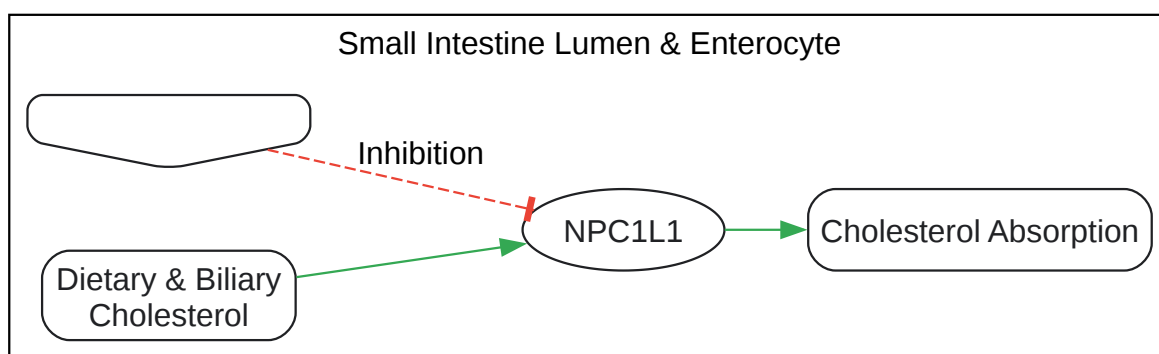 Small Intestine Lumen & Enterocyte
Inhibition
NPC1L1
Cholesterol Absorption
Dietary & Biliary
Cholesterol